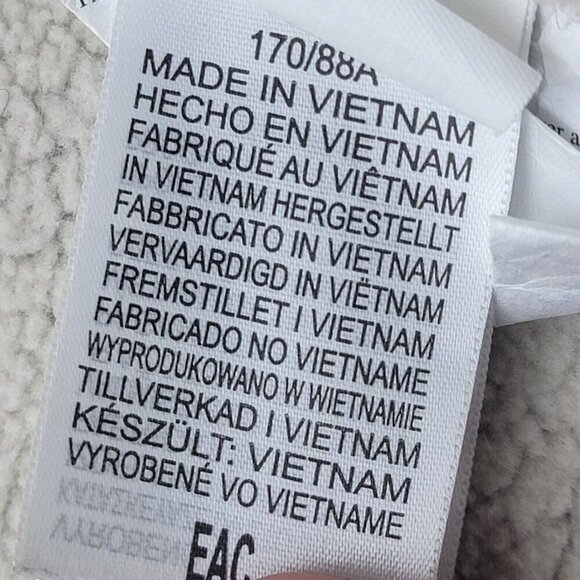 170/88A
MADE IN VIETNAM
HECHO EN VIETNAM
FABRIQUÉ AU VIÊTNAM
IN VIETNAM HERGESTELLT
FABBRICATO IN VIETNAM
VERVAARDIGD IN VIËTNAM
FREMSTILLET I VIETNAM
FABRICADO NO VIETNAME
WYPRODUKOWANO W WIETNAMIE
TILLVERKAD I VIETNAM
KÉSZÜLT: VIETNAM
VYROBENÉ VO VIETNAME
EAC